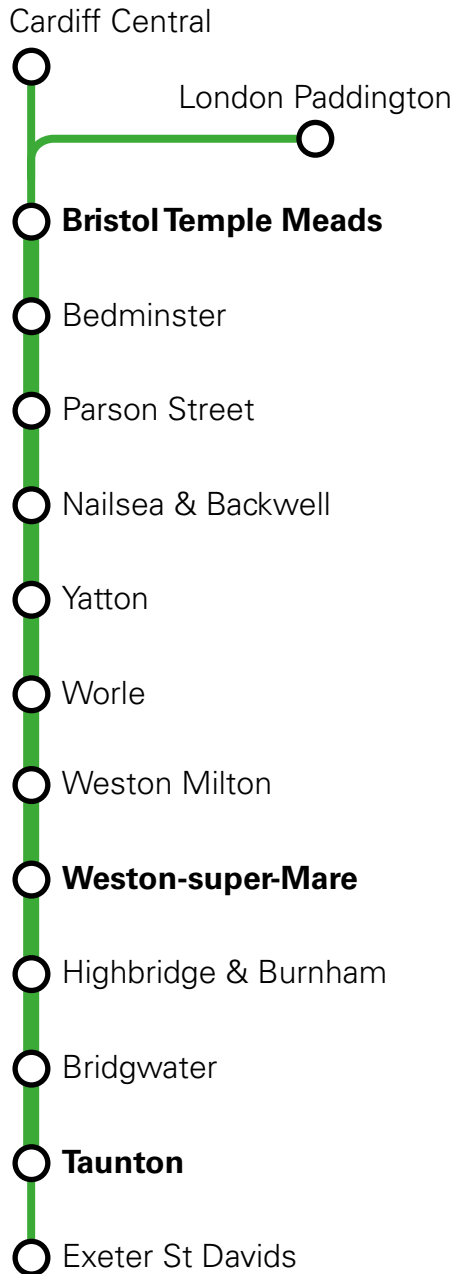 Cardiff Central
London Paddington
Bristol Temple Meads
Bedminster
Parson Street
Nailsea & Backwell
Yatton
Worle
Weston Milton
Weston-super-Mare
Highbridge & Burnham
Bridgwater
Taunton
Exeter St Davids